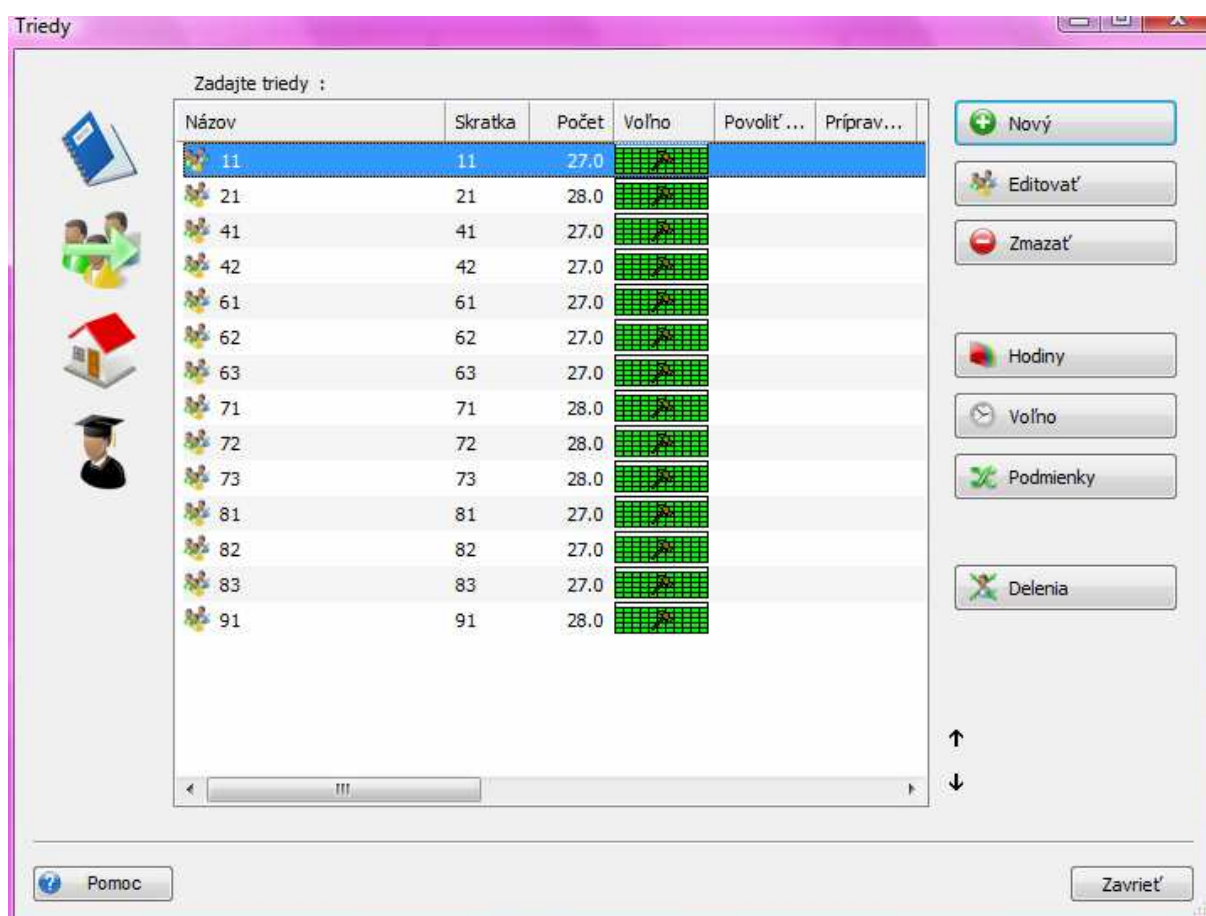 Triedy
Zadajte triedy :
Názov Skratka Počet Voľno Povoliť ... Príprav...
11 11 27.0
21 21 28.0
41 41 27.0
42 42 27.0
61 61 27.0
62 62 27.0
63 63 27.0
71 71 28.0
72 72 28.0
73 73 28.0
81 81 27.0
82 82 27.0
83 83 27.0
91 91 28.0
Nový
Editovať
Zmazať
Hodiny
Voľno
Podmienky
Delenia
Pomoc
Zavrieť